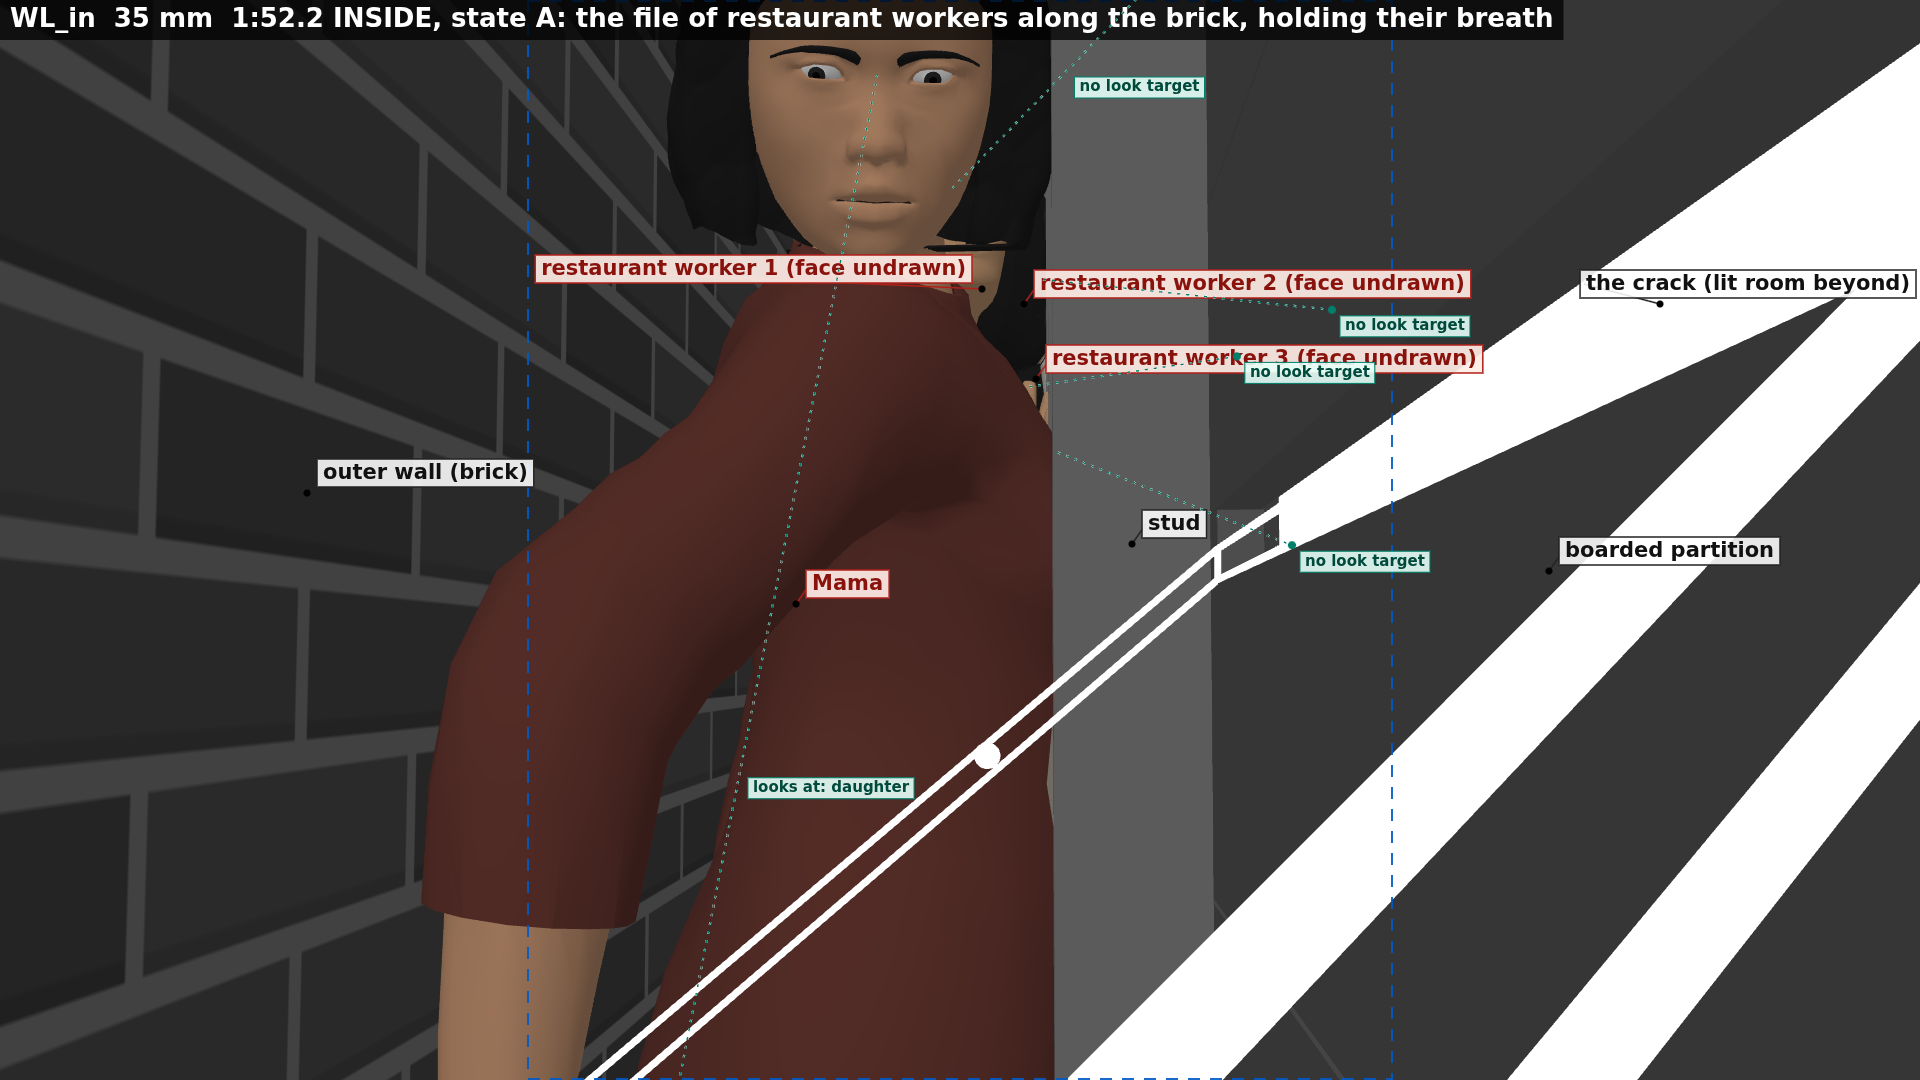 WL_in 35 mm 1:52.2 INSIDE, state A: the file of restaurant workers along the brick, holding their breath
no look target
restaurant worker 1 (face undrawn)
restaurant worker 2 (face undrawn)
the crack (lit room beyond)
no look target
restaurant worker 3 (face undrawn)
no look target
outer wall (brick)
stud
boarded partition
no look target
Mama
looks at: daughter